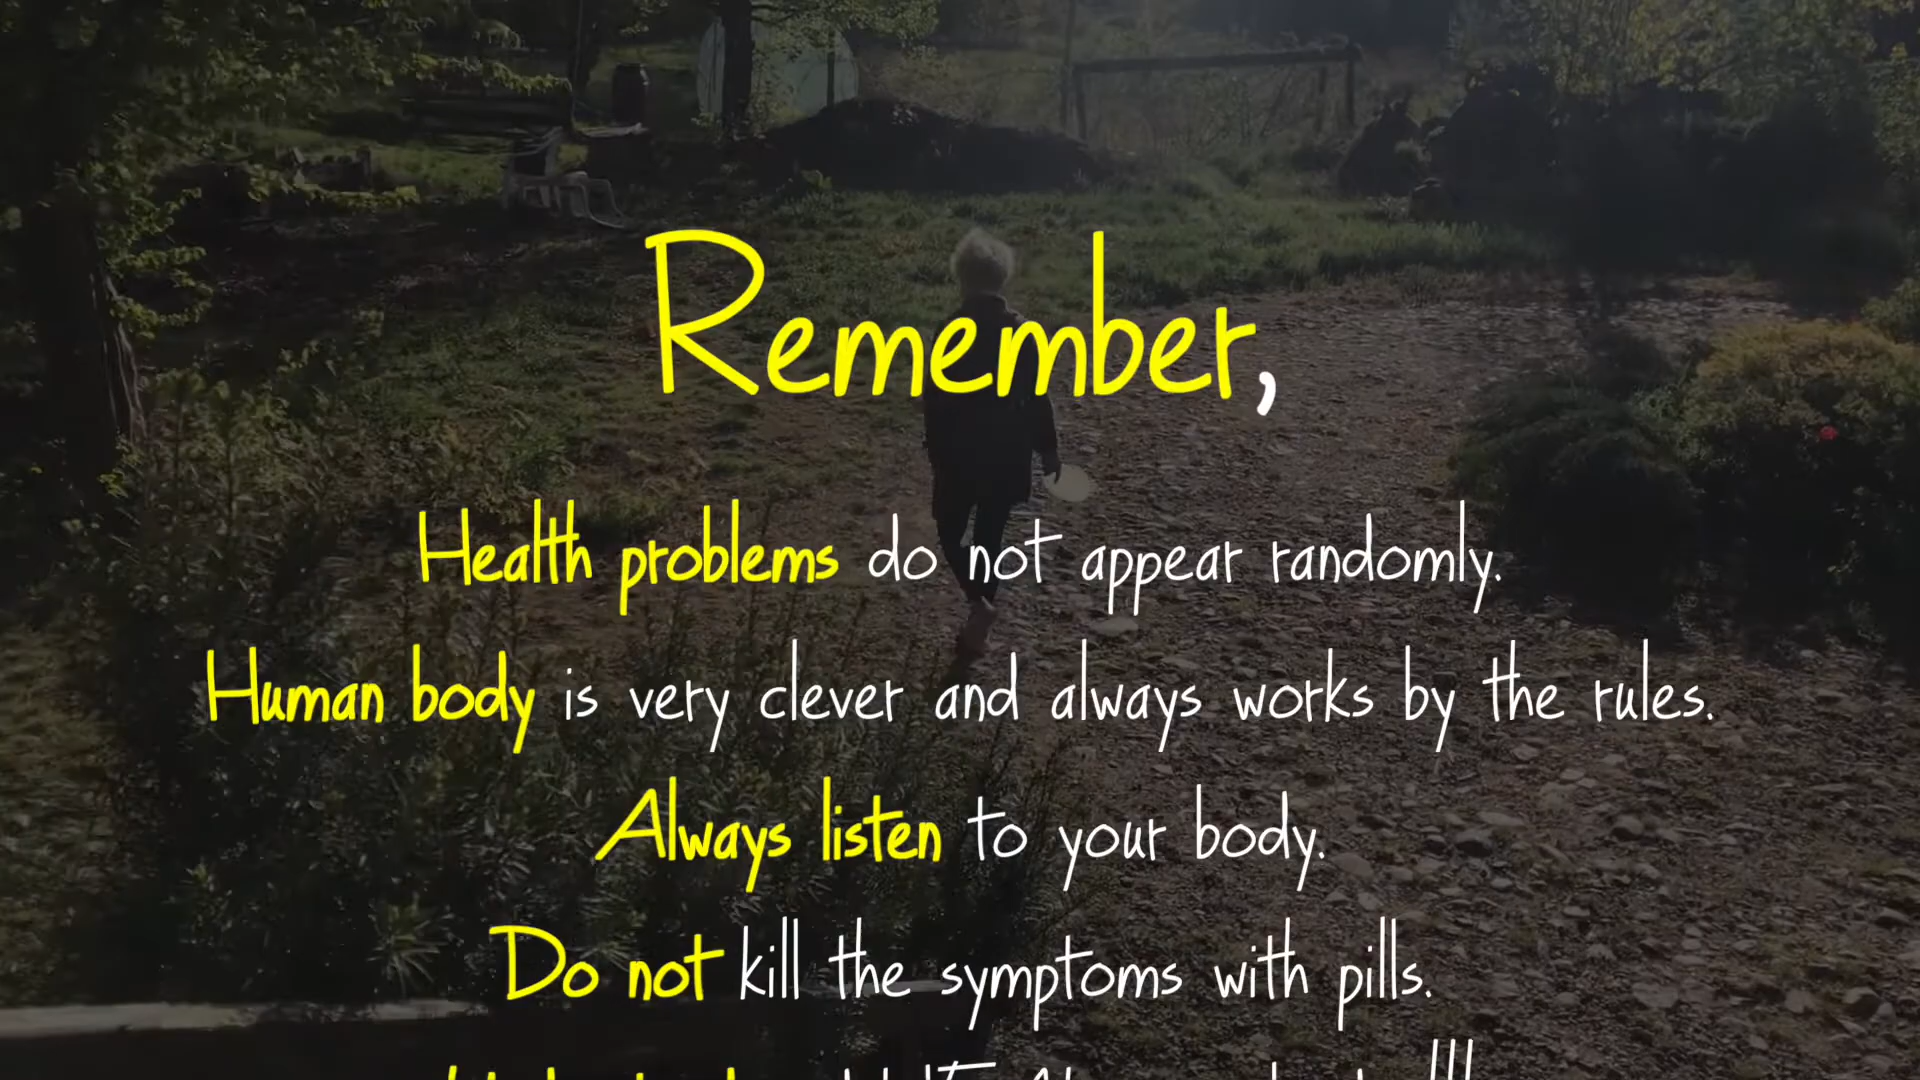 Remember,
Health problems do not appear randomly.
Human body is very clever and always works by the rules.
Always listen to your body.
Do not kill the symptoms with pills.